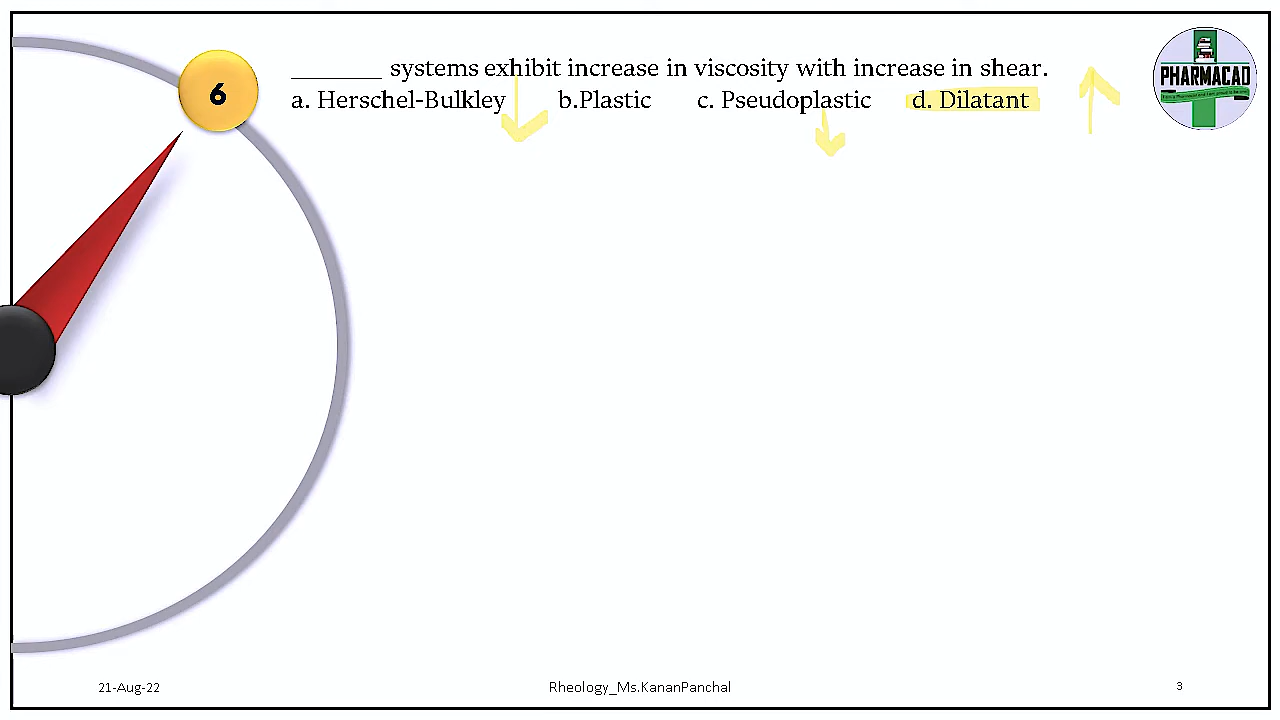 6
_______ systems exhibit increase in viscosity with increase in shear.
a. Herschel-Bulkley b.Plastic c. Pseudoplastic d. Dilatant
PHARMACAD
21-Aug-22
Rheology_Ms.KananPanchal
3